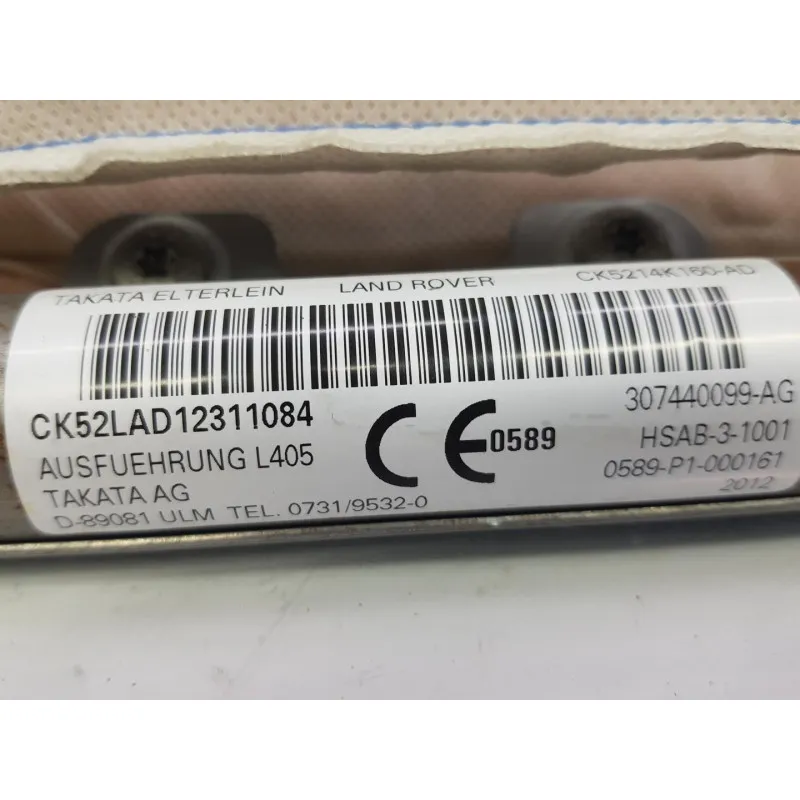 TAKATA ELTERLEIN LAND ROVER CK5214K160-AD
CK52LAD12311084
AUSFUEHRUNG L405
TAKATA AG
D-89081 ULM TEL. 0731/9532-0
CE 0589
307440099-AG
HSAB-3-1001
0589-P1-000161
2012